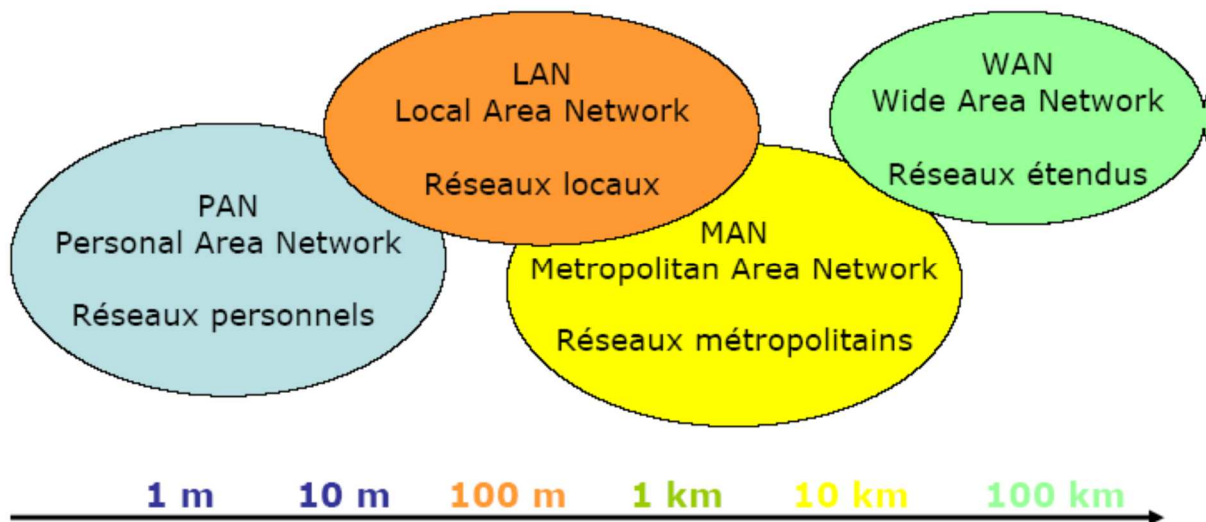 PAN
Personal Area Network
Réseaux personnels
LAN
Local Area Network
Réseaux locaux
MAN
Metropolitan Area Network
Réseaux métropolitains
WAN
Wide Area Network
Réseaux étendus
1 m 10 m 100 m 1 km 10 km 100 km